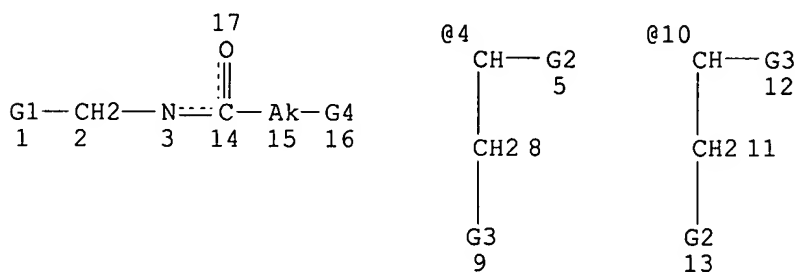 17
O
G1 CH2 N C Ak G4
1 2 3 14 15 16
@4
CH G2
5
CH2 8
G3
9
@10
CH G3
12
CH2 11
G2
13